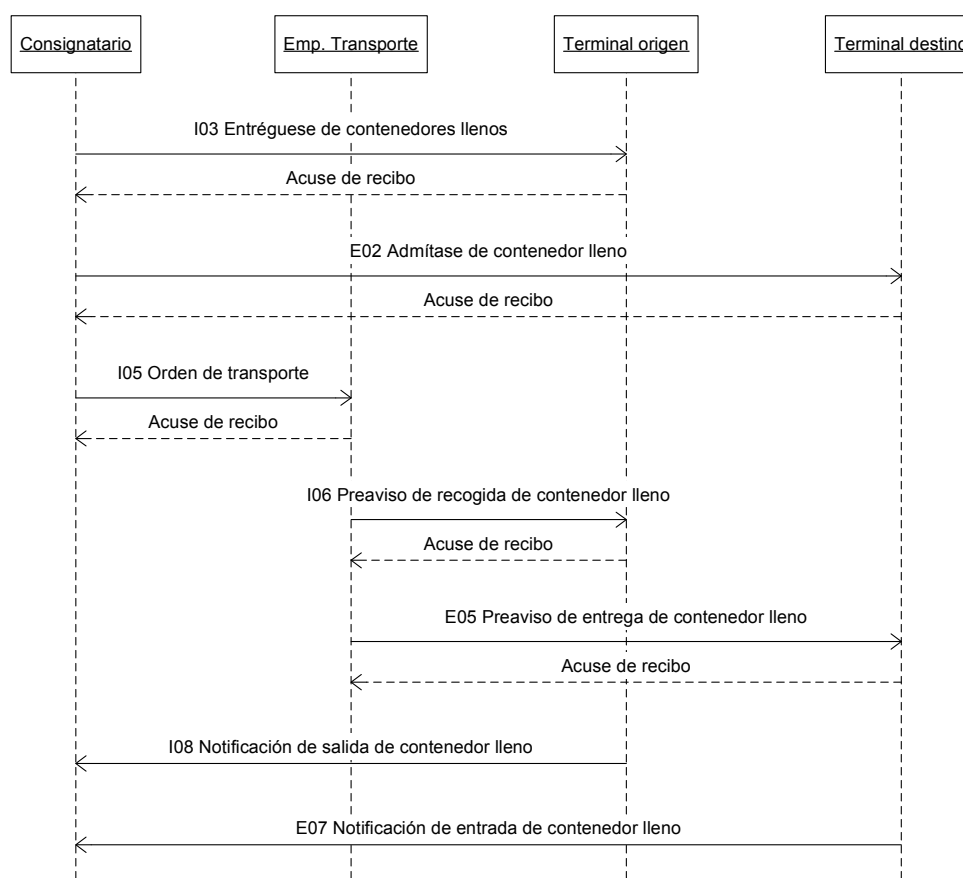 Consignatario
Emp. Transporte
Terminal origen
Terminal destino
I03 Entréguese de contenedores llenos
Acuse de recibo
E02 Admítase de contenedor lleno
Acuse de recibo
I05 Orden de transporte
Acuse de recibo
I06 Preaviso de recogida de contenedor lleno
Acuse de recibo
E05 Preaviso de entrega de contenedor lleno
Acuse de recibo
I08 Notificación de salida de contenedor lleno
E07 Notificación de entrada de contenedor lleno